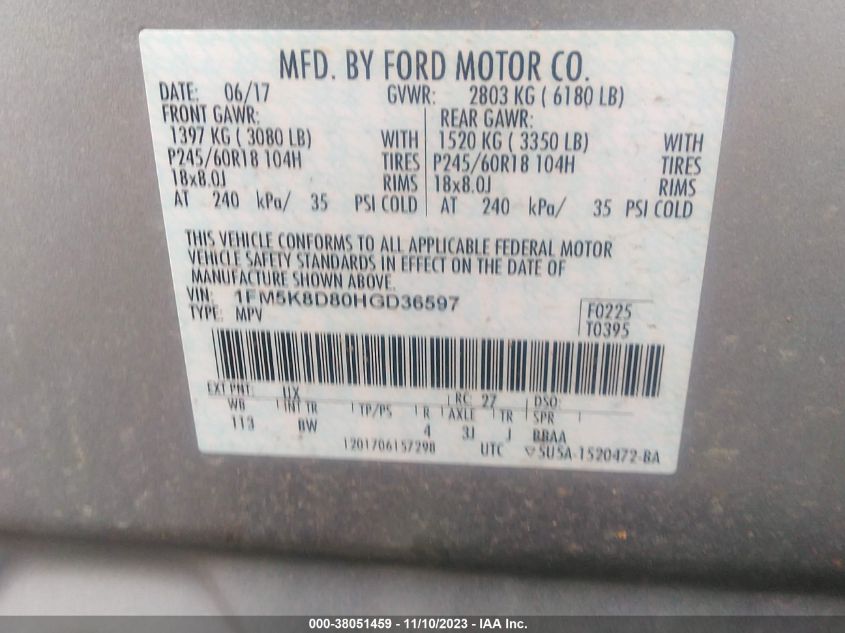 MFD. BY FORD MOTOR CO.
DATE: 06/17 GVWR: 2803 KG ( 6180 LB)
FRONT GAWR: REAR GAWR:
1397 KG ( 3080 LB) WITH 1520 KG ( 3350 LB) WITH
P245/60R18 104H TIRES P245/60R18 104H TIRES
18x8.0J RIMS 18x8.0J RIMS
AT 240 kPa/ 35 PSI COLD AT 240 kPa/ 35 PSI COLD
THIS VEHICLE CONFORMS TO ALL APPLICABLE FEDERAL MOTOR
VEHICLE SAFETY STANDARDS IN EFFECT ON THE DATE OF
MANUFACTURE SHOWN ABOVE.
VIN: 1FM5K8D80HGD36597
TYPE: MPV
F0225
T0395
EXT PNT: UX RC: 27 DSO:
WB INT TR TP/PS R AXLE TR SPR
113 BW 4 3J J BBAA
1201706157298 UTC ▽5U5A-1520472-BA
000-38051459 - 11/10/2023 - IAA Inc.